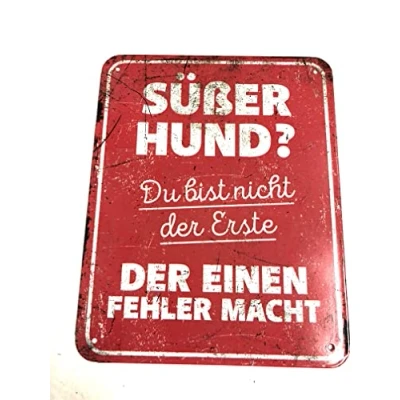 SÜßER
HUND?
Du bist nicht
der Erste
DER EINEN
FEHLER MACHT